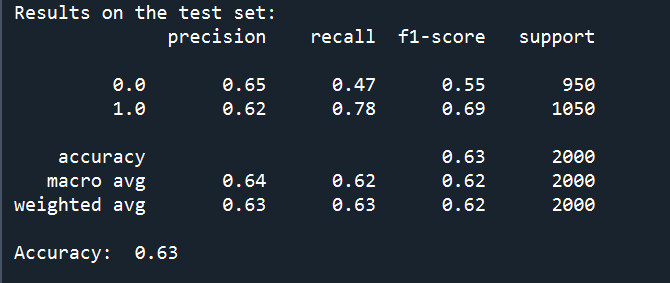 Results on the test set:
precision recall f1-score support
0.0 0.65 0.47 0.55 950
1.0 0.62 0.78 0.69 1050
accuracy 0.63 2000
macro avg 0.64 0.62 0.62 2000
weighted avg 0.63 0.63 0.62 2000
Accuracy: 0.63